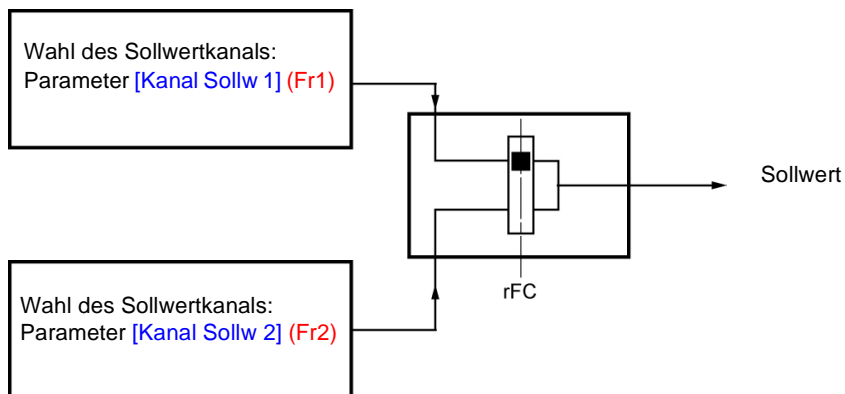 Wahl des Sollwertkanals:
Parameter [Kanal Sollw 1] (Fr1)
Sollwert
rFC
Wahl des Sollwertkanals:
Parameter [Kanal Sollw 2] (Fr2)